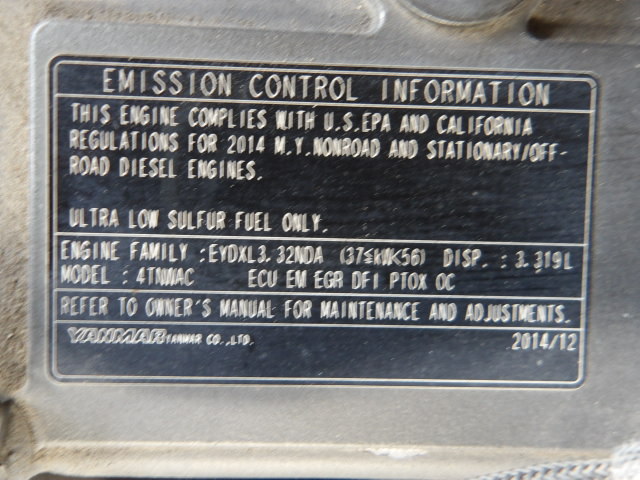 EMISSION CONTROL INFORMATION
THIS ENGINE COMPLIES WITH U.S.EPA AND CALIFORNIA
REGULATIONS FOR 2014 M.Y.NONROAD AND STATIONARY/OFF-
ROAD DIESEL ENGINES.
ULTRA LOW SULFUR FUEL ONLY.
ENGINE FAMILY :EYDXL3.32NDA (37≤kW<56) DISP. : 3.319L
MODEL : 4TNWAC ECU EM EGR DFI PTOX OC
REFER TO OWNER'S MANUAL FOR MAINTENANCE AND ADJUSTMENTS.
YANMAR YANMAR CO.,LTD. 2014/12